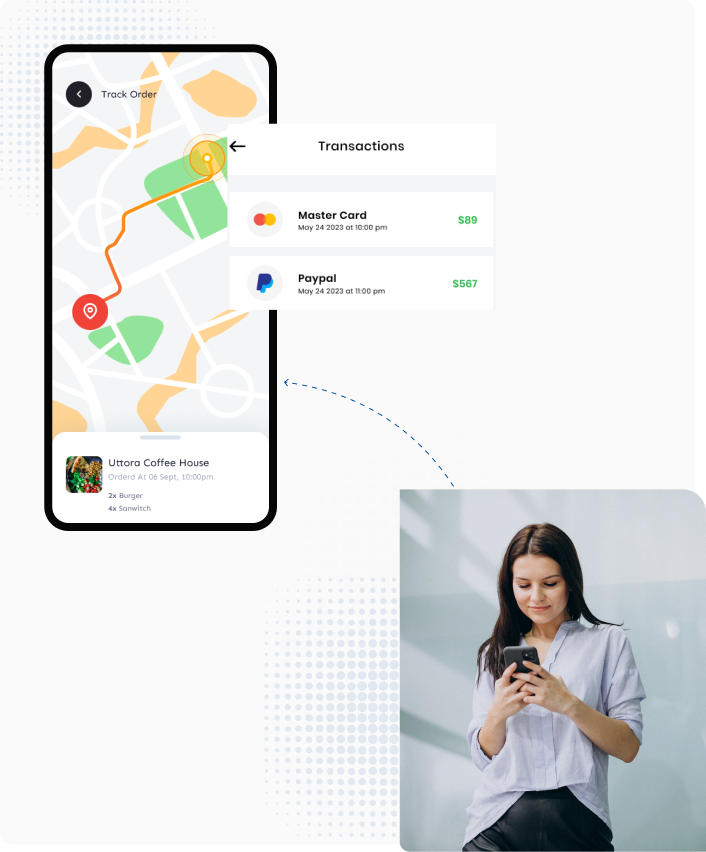 Track Order
Transactions
Master Card
May 24 2023 at 10:00 pm
$89
Paypal
May 24 2023 at 11:00 pm
$567
Uttora Coffee House
Orderd At 06 Sept, 10:00pm
2x Burger
4x Sanwitch